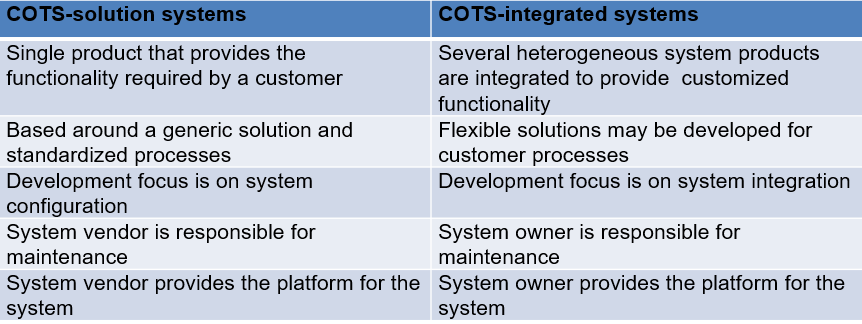 COTS-solution systems
COTS-integrated systems
Single product that provides the
functionality required by a customer
Several heterogeneous system products
are integrated to provide  customized
functionality
Based around a generic solution and
standardized processes
Flexible solutions may be developed for
customer processes
Development focus is on system
configuration
Development focus is on system integration
System vendor is responsible for
maintenance
System owner is responsible for
maintenance
System vendor provides the platform for the
system
System owner provides the platform for the
system